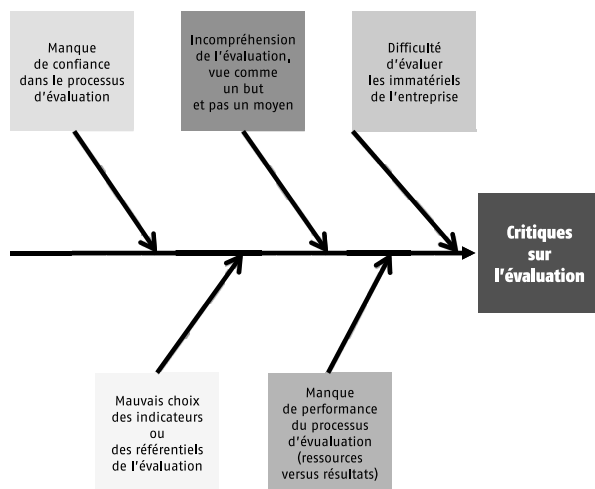 Manque
de confiance
dans le processus
d'évaluation
Incompréhension
de l'évaluation,
vue comme
un but
et pas un moyen
Difficulté
d'évaluer
les immatériels
de l'entreprise
Critiques
sur
l'évaluation
Mauvais choix
des indicateurs
ou
des référentiels
de l'évaluation
Manque
de performance
du processus
d'évualuation
(ressources
versus résultats)